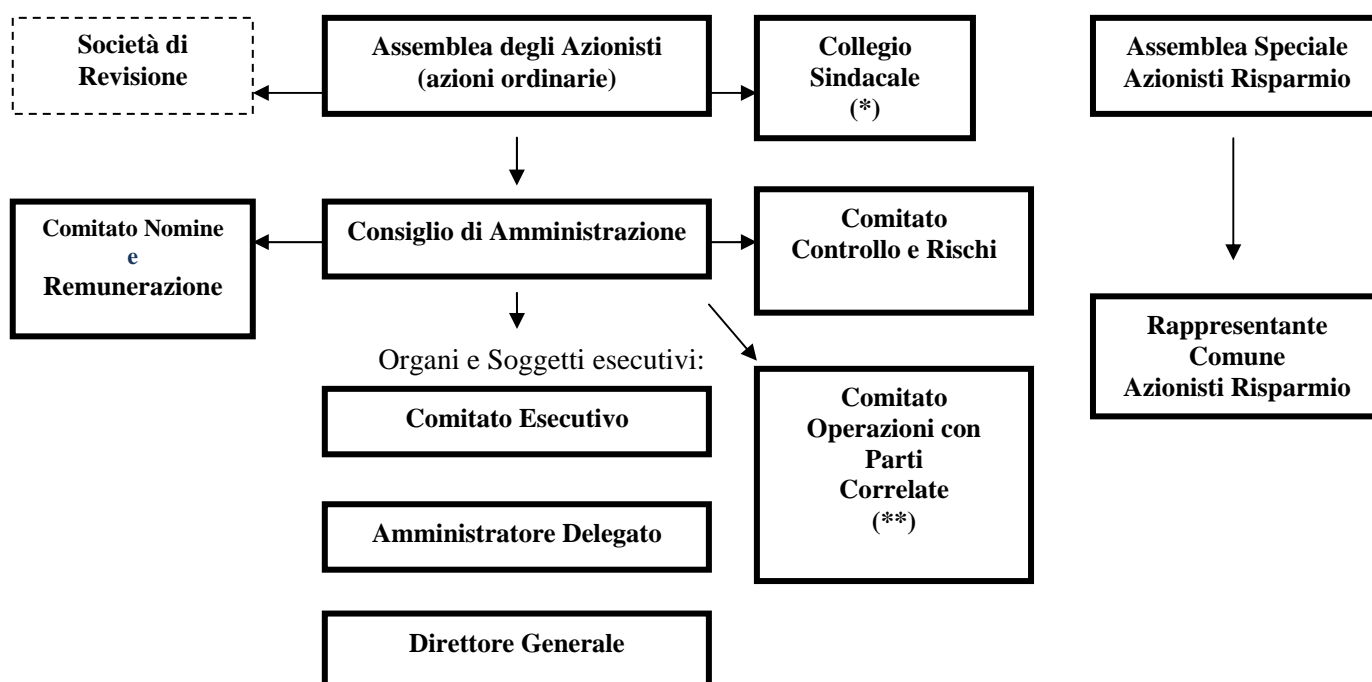 Società di
Revisione
Assemblea degli Azionisti
(azioni ordinarie)
Collegio
Sindacale
(*)
Assemblea Speciale
Azionisti Risparmio
Comitato Nomine
e
Remunerazione
Consiglio di Amministrazione
Comitato
Controllo e Rischi
Rappresentante
Comune
Azionisti Risparmio
Organi e Soggetti esecutivi:
Comitato Esecutivo
Comitato
Operazioni con
Parti
Correlate
(**)
Amministratore Delegato
Direttore Generale